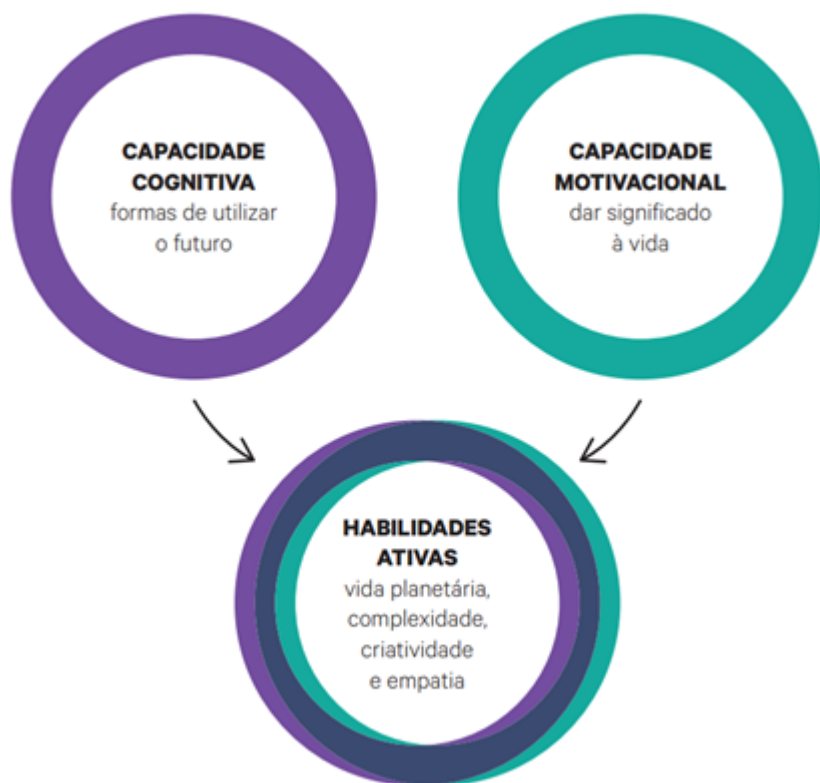 CAPACIDADE
COGNITIVA
formas de utilizar
o futuro
CAPACIDADE
MOTIVACIONAL
dar significado
à vida
HABILIDADES
ATIVAS
vida planetária,
complexidade,
criatividade
e empatia